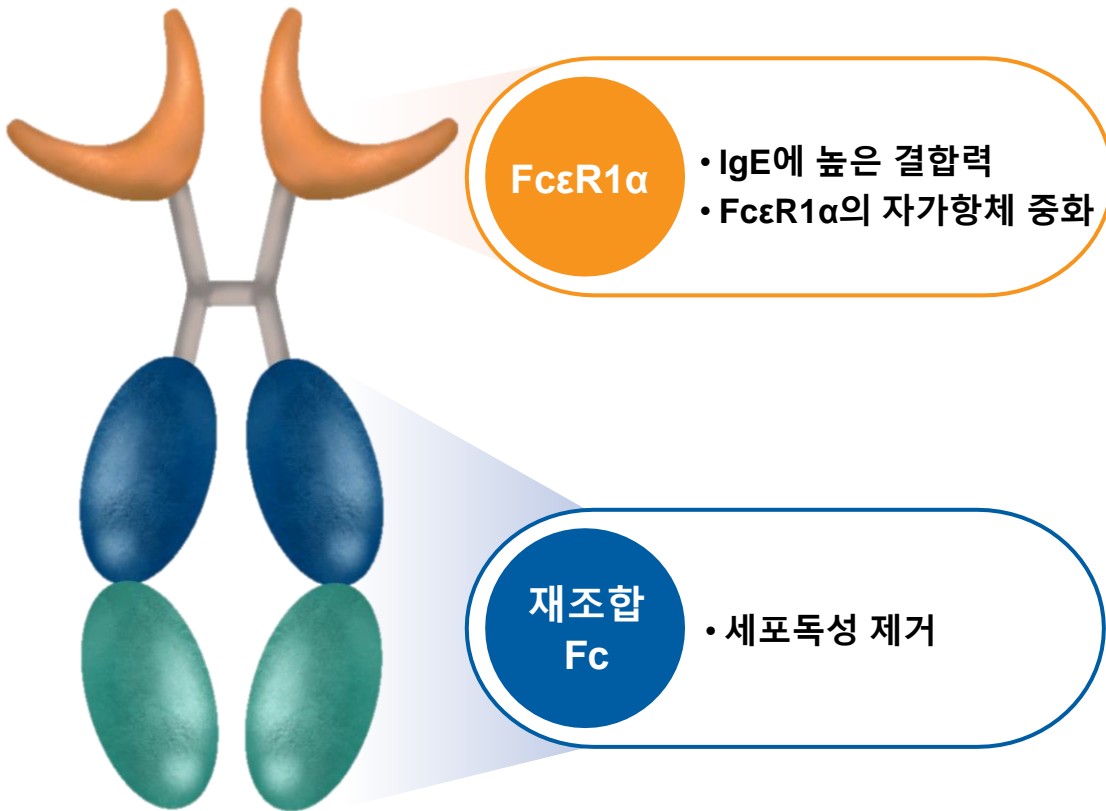 FcεR1α
• IgE에 높은 결합력
• FcεR1α의 자가항체 중화
재조합
Fc
• 세포독성 제거